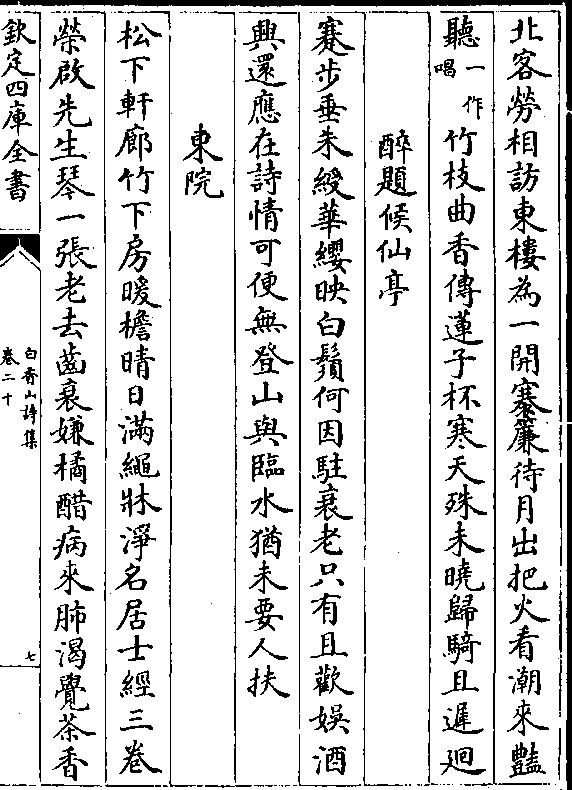 北客勞相訪東樓為一開褰簾待月出把火看潮來豔
聽一作唱竹枝曲香傳蓮子杯寒天殊未曉歸騎且遲廻
醉題候仙亭
蹇步垂朱綬華纓映白鬚何因駐衰老只有且歡娛酒
興還應在詩情可便無登山與臨水猶未要人扶
東院
松下軒廊竹下房暖檐晴日滿繩牀淨名居士經三卷
榮啟先生琴一張老去齒衰嫌橘醋病來肺渴覺茶香
欽定四庫全書
白香山詩集
卷二十
七